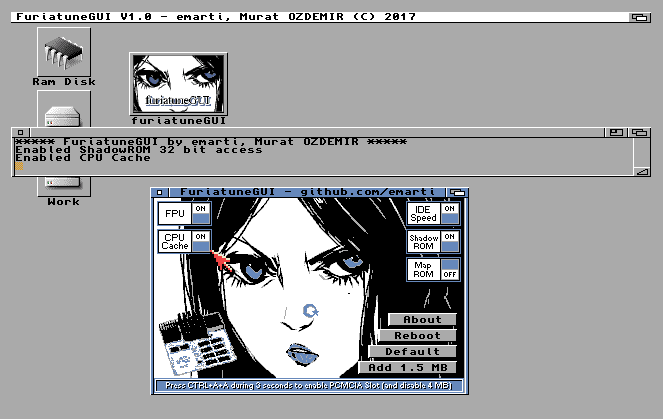 FuriatuneGUI V1.0 - emarti, Murat OZDEMIR (C) 2017
Ram Disk
furiatuneGUI
furiatuneGUI
***** FuriatuneGUI by emarti, Murat OZDEMIR *****
Enabled ShadowROM 32 bit access
Enabled CPU Cache
Work
FuriatuneGUI - github.com/emarti
FPU ON
IDE Speed ON
CPU Cache ON
Shadow ROM ON
Map ROM OFF
About
Reboot
Default
Add 1.5 MB
Press CTRL+A+A during 3 seconds to enable PCMCIA Slot (and disable 4 MB)